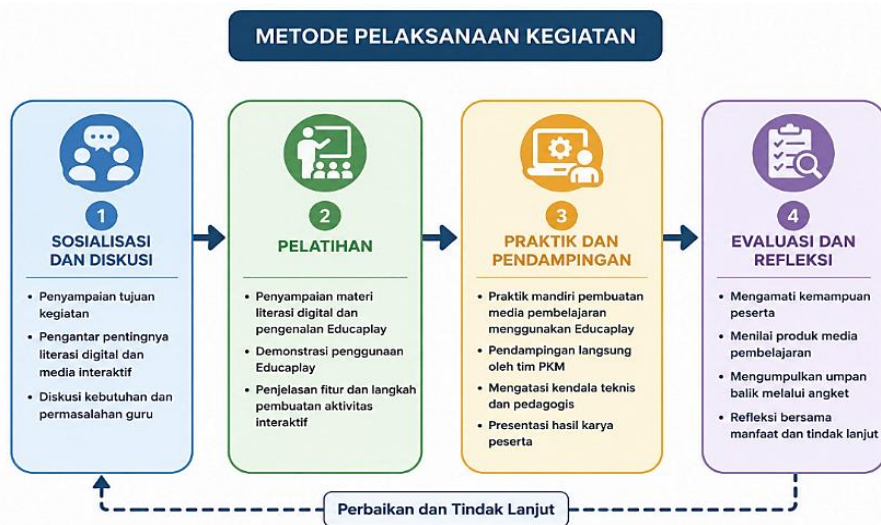 METODE PELAKSANAAN KEGIATAN
1
SOSIALISASI
DAN DISKUSI
• Penyampaian tujuan
kegiatan
• Pengantar pentingnya
literasi digital dan
media interaktif
• Diskusi kebutuhan dan
permasalahan guru
2
PELATIHAN
• Penyampaian materi
literasi digital dan
pengenalan Educaplay
• Demonstrasi penggunaan
Educaplay
• Penjelasan fitur dan langkah
pembuatan aktivitas
interaktif
3
PRAKTIK DAN
PENDAMPINGAN
• Praktik mandiri pembuatan
media pembelajaran
menggunakan Educaplay
• Pendampingan langsung
oleh tim PKM
• Mengatasi kendala teknis
dan pedagogis
• Presentasi hasil karya
peserta
4
EVALUASI DAN
REFLEKSI
• Mengamati kemampuan
peserta
• Menilai produk media
pembelajaran
• Mengumpulkan umpan
balik melalui angket
• Refleksi bersama
manfaat dan tindak lanjut
Perbaikan dan Tindak Lanjut